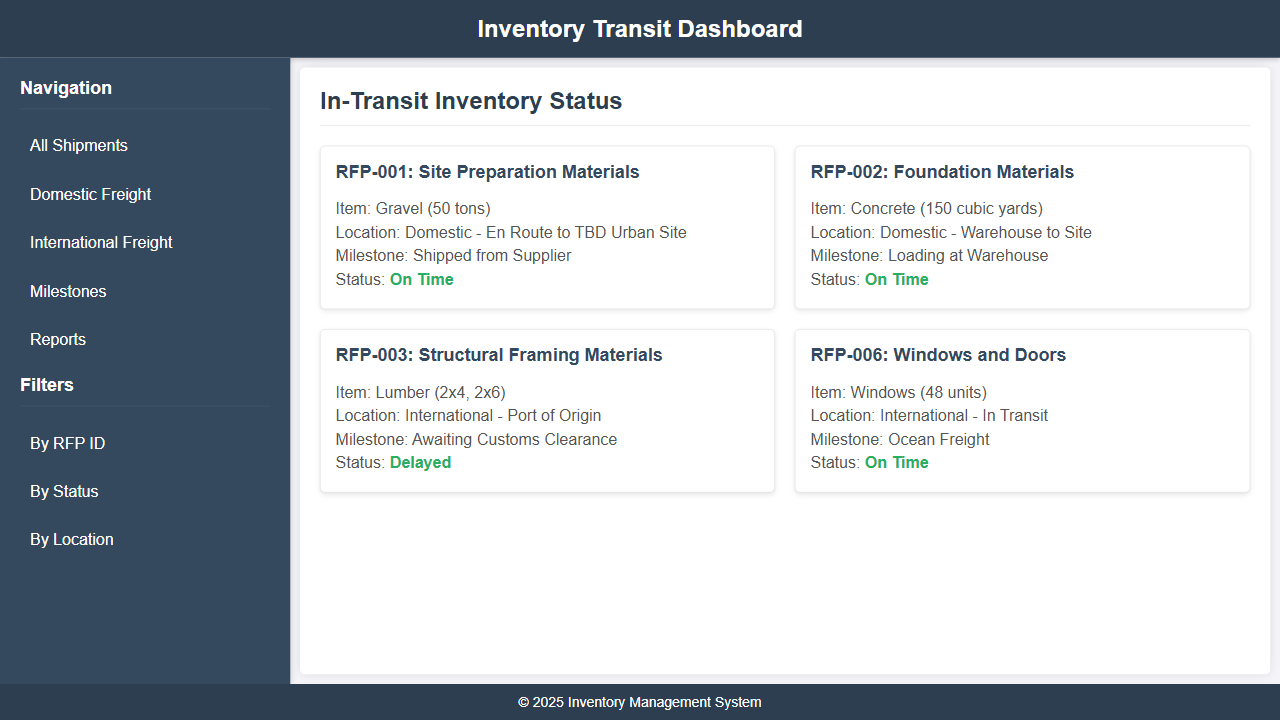 Inventory Transit Dashboard
Navigation
All Shipments
Domestic Freight
International Freight
Milestones
Reports
Filters
By RFP ID
By Status
By Location
In-Transit Inventory Status
RFP-001: Site Preparation Materials
Item: Gravel (50 tons)
Location: Domestic - En Route to TBD Urban Site
Milestone: Shipped from Supplier
Status: On Time
RFP-002: Foundation Materials
Item: Concrete (150 cubic yards)
Location: Domestic - Warehouse to Site
Milestone: Loading at Warehouse
Status: On Time
RFP-003: Structural Framing Materials
Item: Lumber (2x4, 2x6)
Location: International - Port of Origin
Milestone: Awaiting Customs Clearance
Status: Delayed
RFP-006: Windows and Doors
Item: Windows (48 units)
Location: International - In Transit
Milestone: Ocean Freight
Status: On Time
© 2025 Inventory Management System